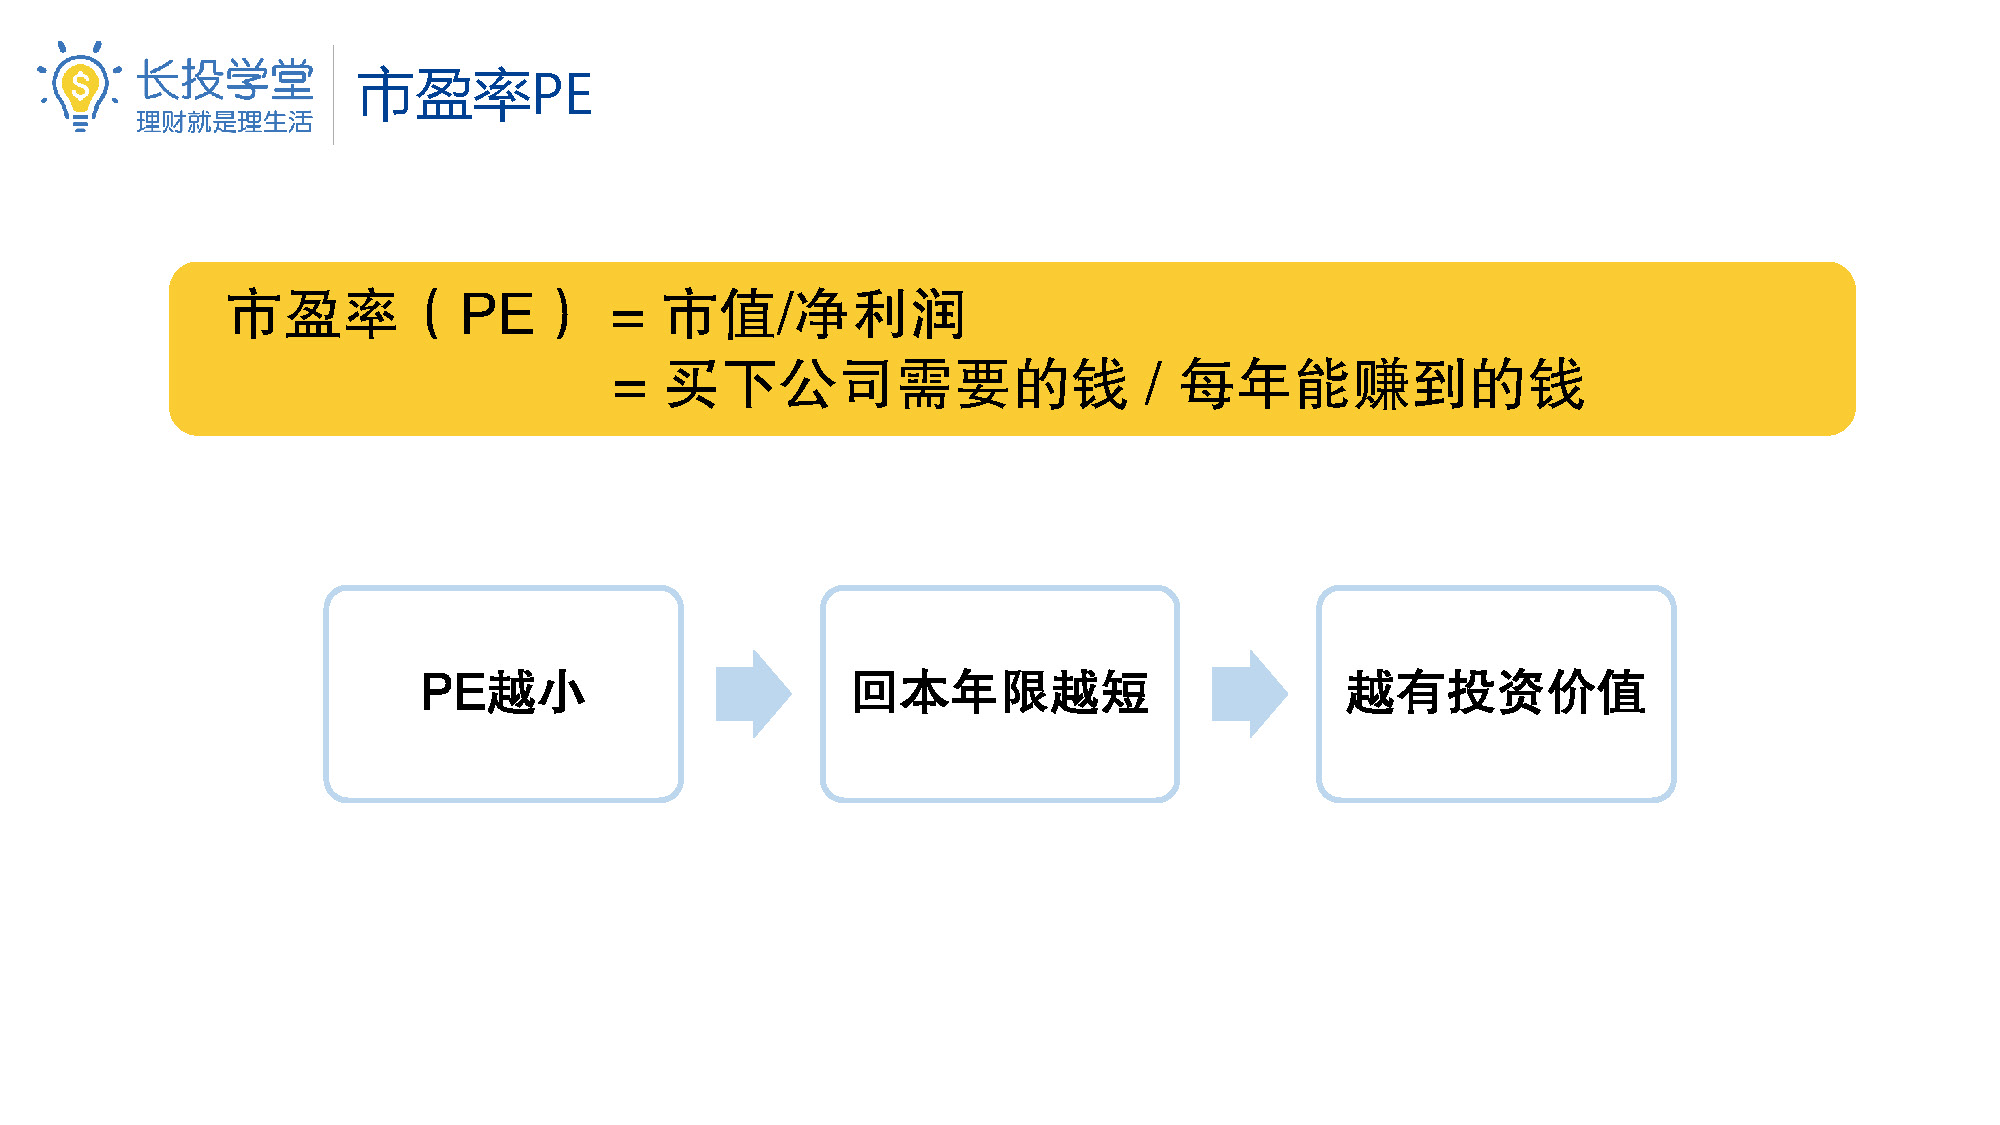 长投学堂
理财就是理生活
市盈率PE
市盈率（PE） = 市值/净利润
= 买下公司需要的钱 / 每年能赚到的钱
PE越小
回本年限越短
越有投资价值